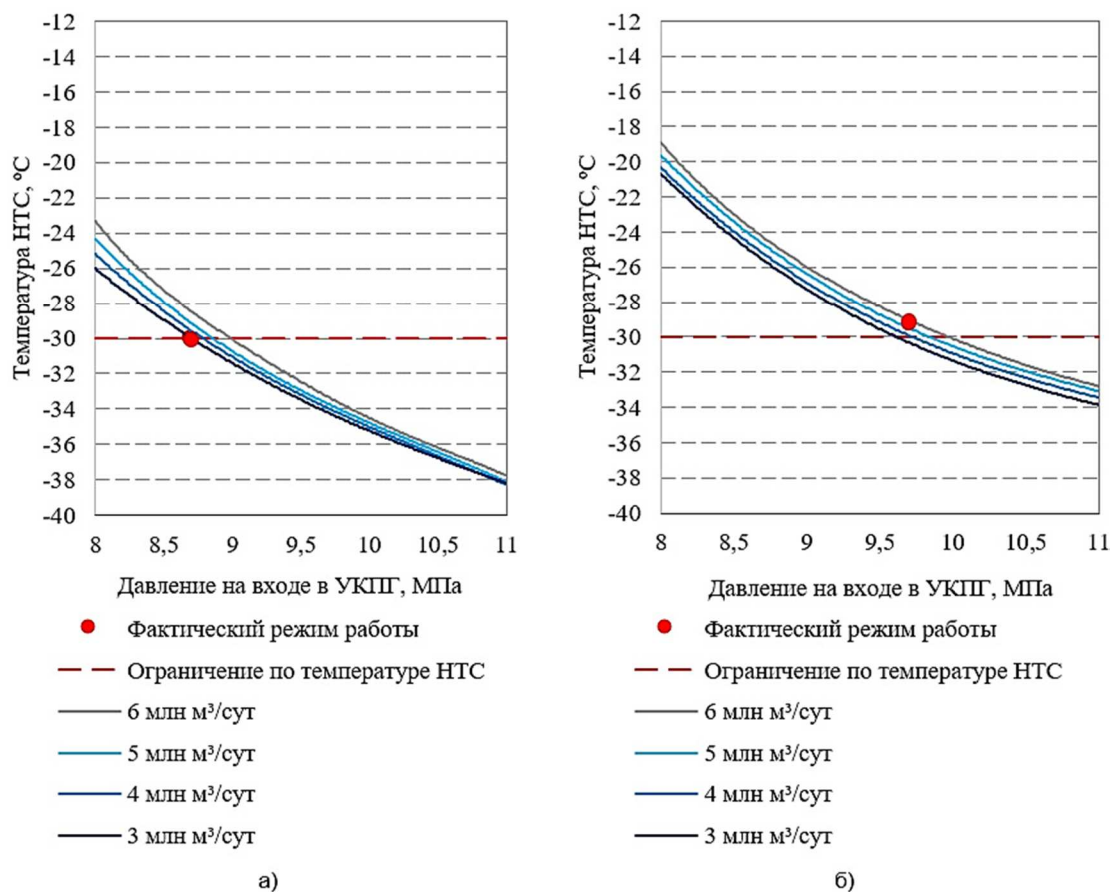 -12
-14
-16
-18
-20
-22
-24
-26
-28
-30
-32
-34
-36
-38
-40
Температура НТС, ºС
8 8,5 9 9,5 10 10,5 11
Давление на входе в УКПГ, МПа
Фактический режим работы
Ограничение по температуре НТС
6 млн м³/сут
5 млн м³/сут
4 млн м³/сут
3 млн м³/сут
а)
-12
-14
-16
-18
-20
-22
-24
-26
-28
-30
-32
-34
-36
-38
-40
Температура НТС, ºС
8 8,5 9 9,5 10 10,5 11
Давление на входе в УКПГ, МПа
Фактический режим работы
Ограничение по температуре НТС
6 млн м³/сут
5 млн м³/сут
4 млн м³/сут
3 млн м³/сут
б)